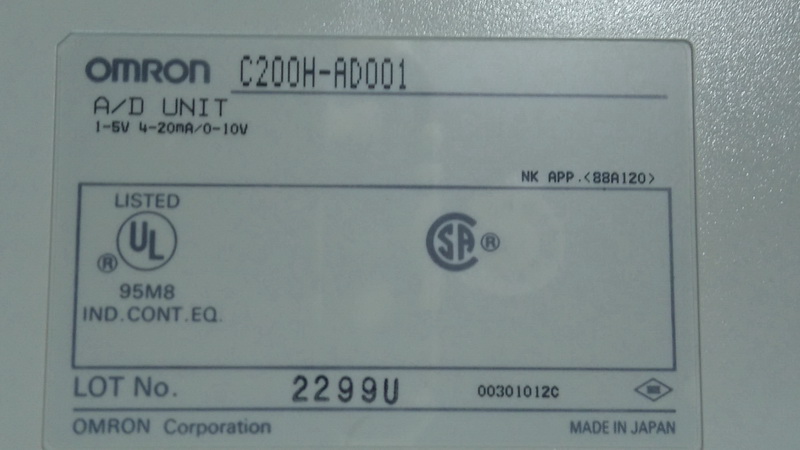 OMRON C200H-AD001
A/D UNIT
1-5V 4-20mA/0-10V
NK APP.<88A120>
LISTED
UL
®
SA ®
95M8
IND.CONT.EQ.
LOT No. 2299U 00301012C
OMRON Corporation MADE IN JAPAN